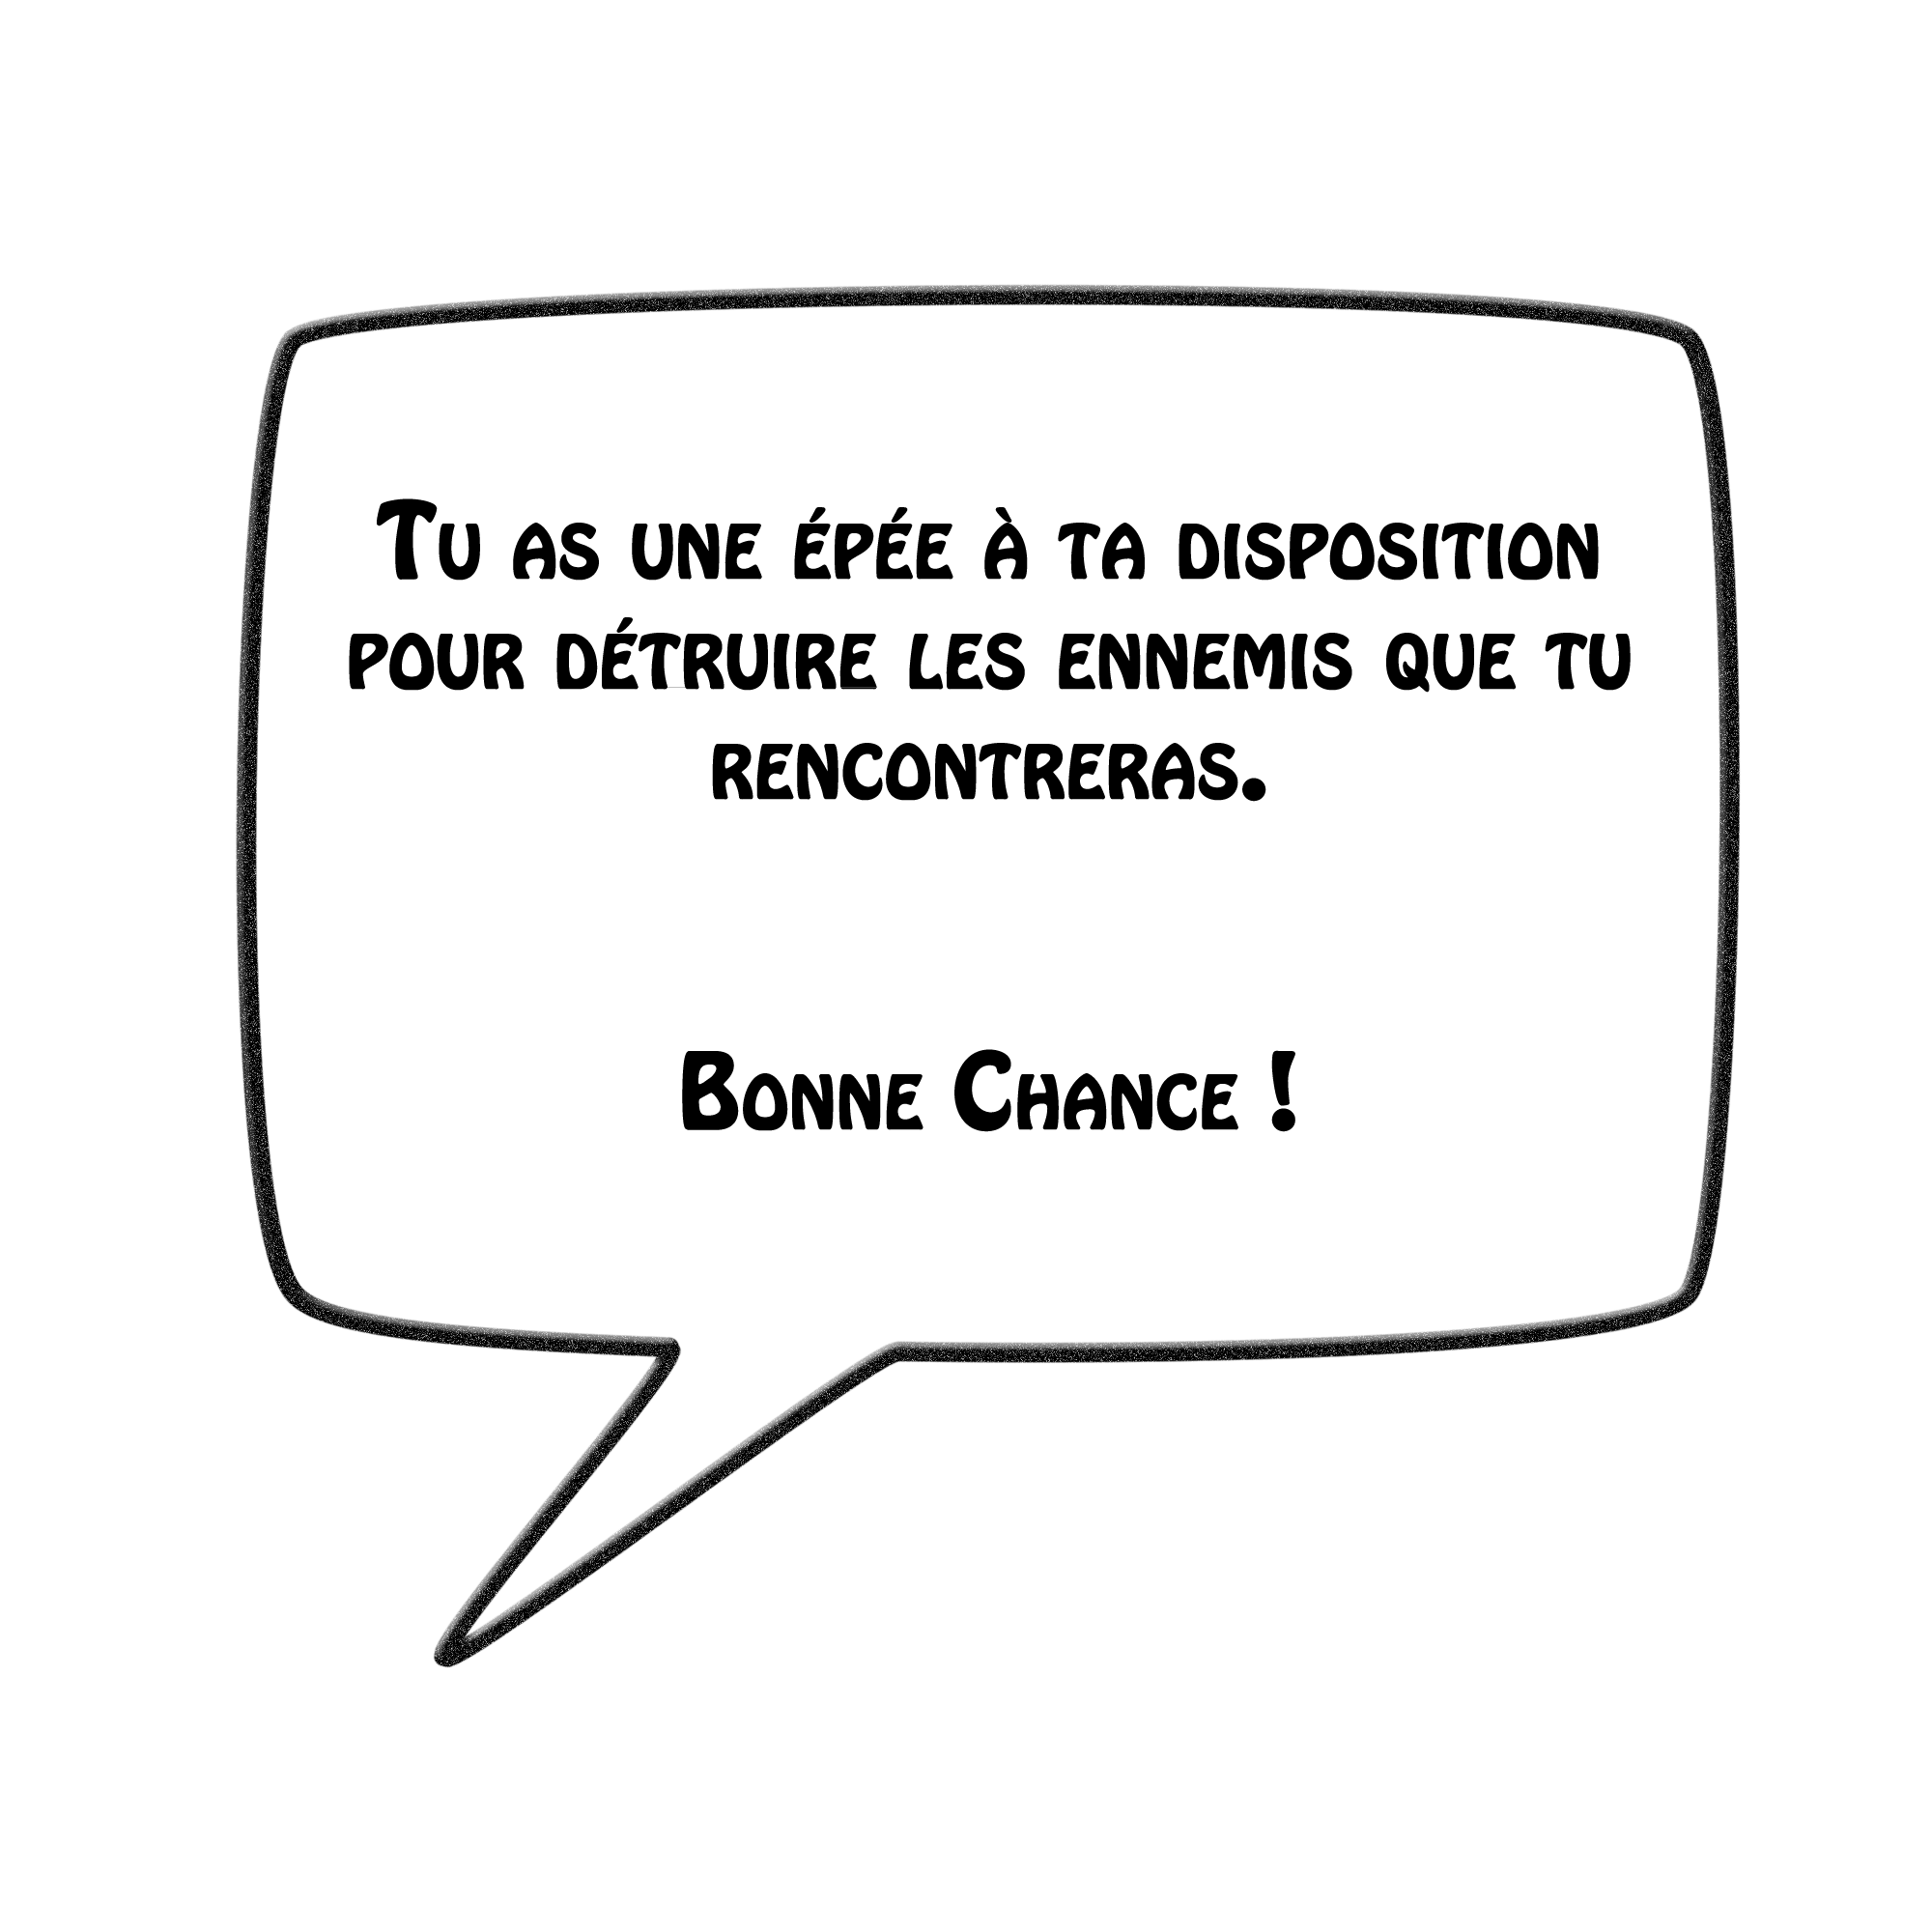 Tu as une épée à ta disposition
pour détruire les ennemis que tu
rencontreras.
Bonne Chance !